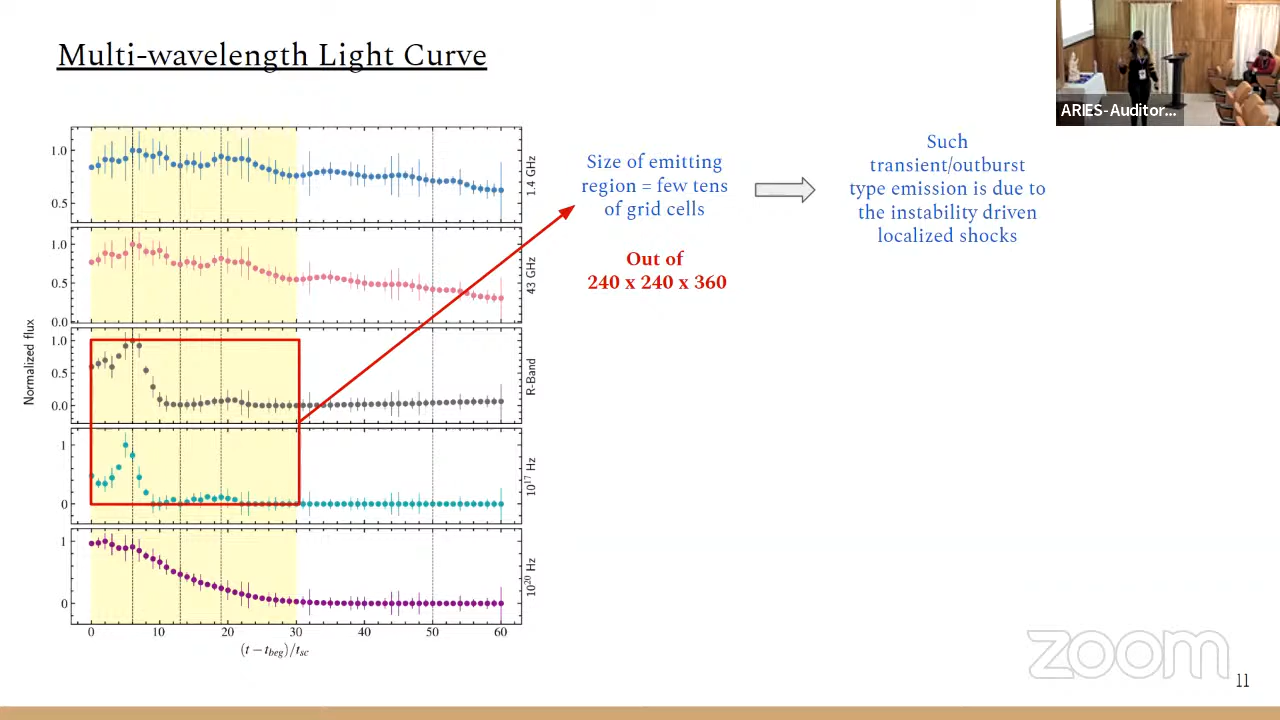 Multi-wavelength Light Curve
ARIES-Auditor...
Normalized flux
1.0
0.5
1.4 GHz
1.0
0.5
0.0
43 GHz
1.0
0.5
0.0
R-Band
1
0
10^17 Hz
1
0
10^20 Hz
0 10 20 30 40 50 60
(t − t_beg)/t_sc
Size of emitting
region = few tens
of grid cells
Out of
240 x 240 x 360
Such
transient/outburst
type emission is due to
the instability driven
localized shocks
zoom
11